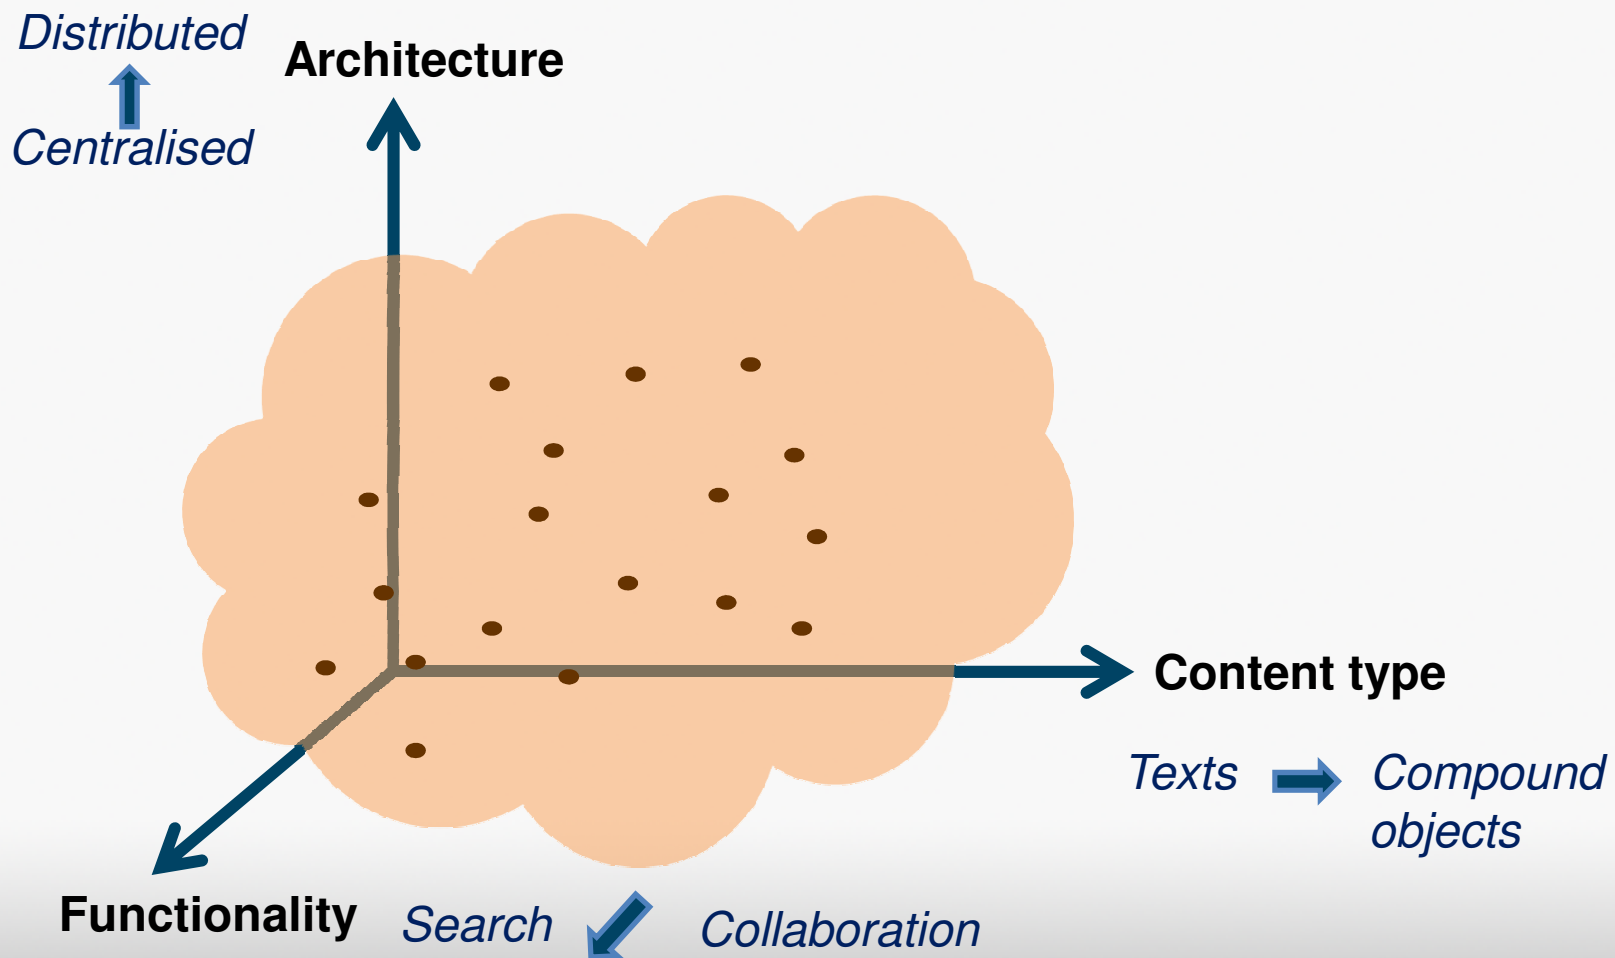 Distributed
Centralised
Architecture
Content type
Texts
Compound
objects
Functionality
Search
Collaboration